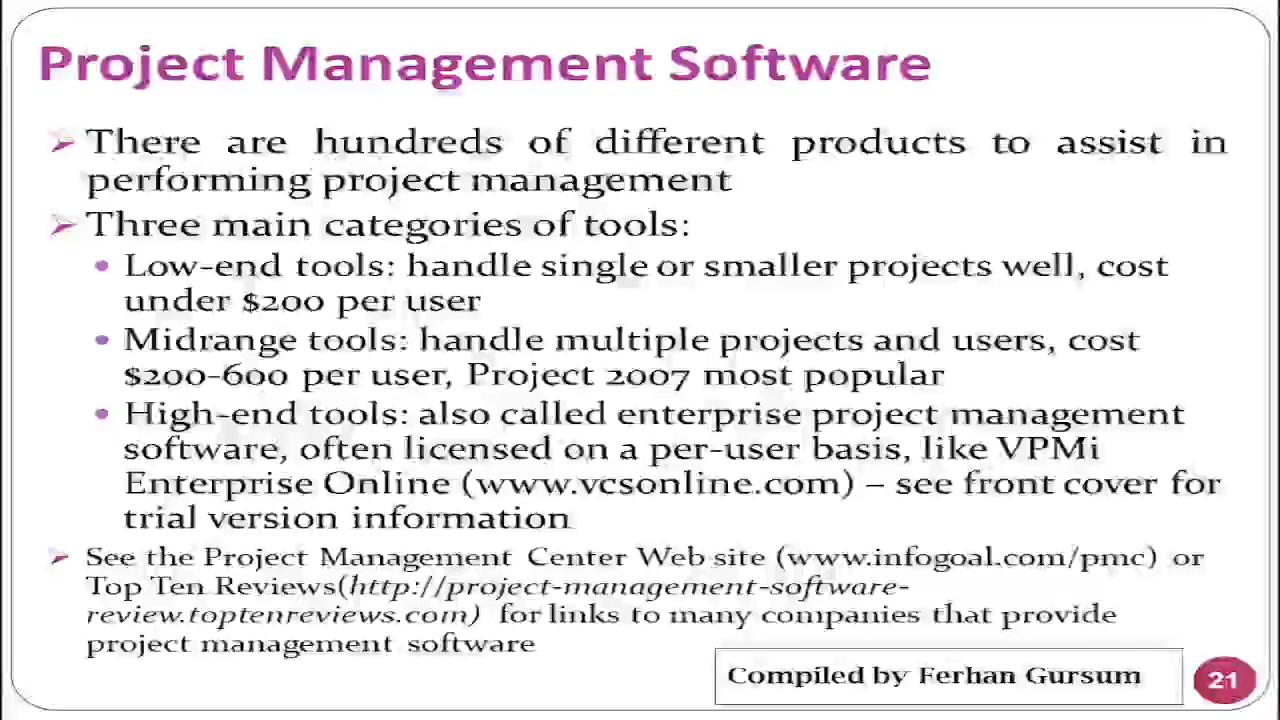 Project Management Software
There are hundreds of different products to assist in
performing project management
Three main categories of tools:
Low-end tools: handle single or smaller projects well, cost
under $200 per user
Midrange tools: handle multiple projects and users, cost
$200-600 per user, Project 2007 most popular
High-end tools: also called enterprise project management
software, often licensed on a per-user basis, like VPMi
Enterprise Online (www.vcsonline.com) – see front cover for
trial version information
See the Project Management Center Web site (www.infogoal.com/pmc) or
Top Ten Reviews(http://project-management-software-
review.toptenreviews.com) for links to many companies that provide
project management software
Compiled by Ferhan Gursum
21